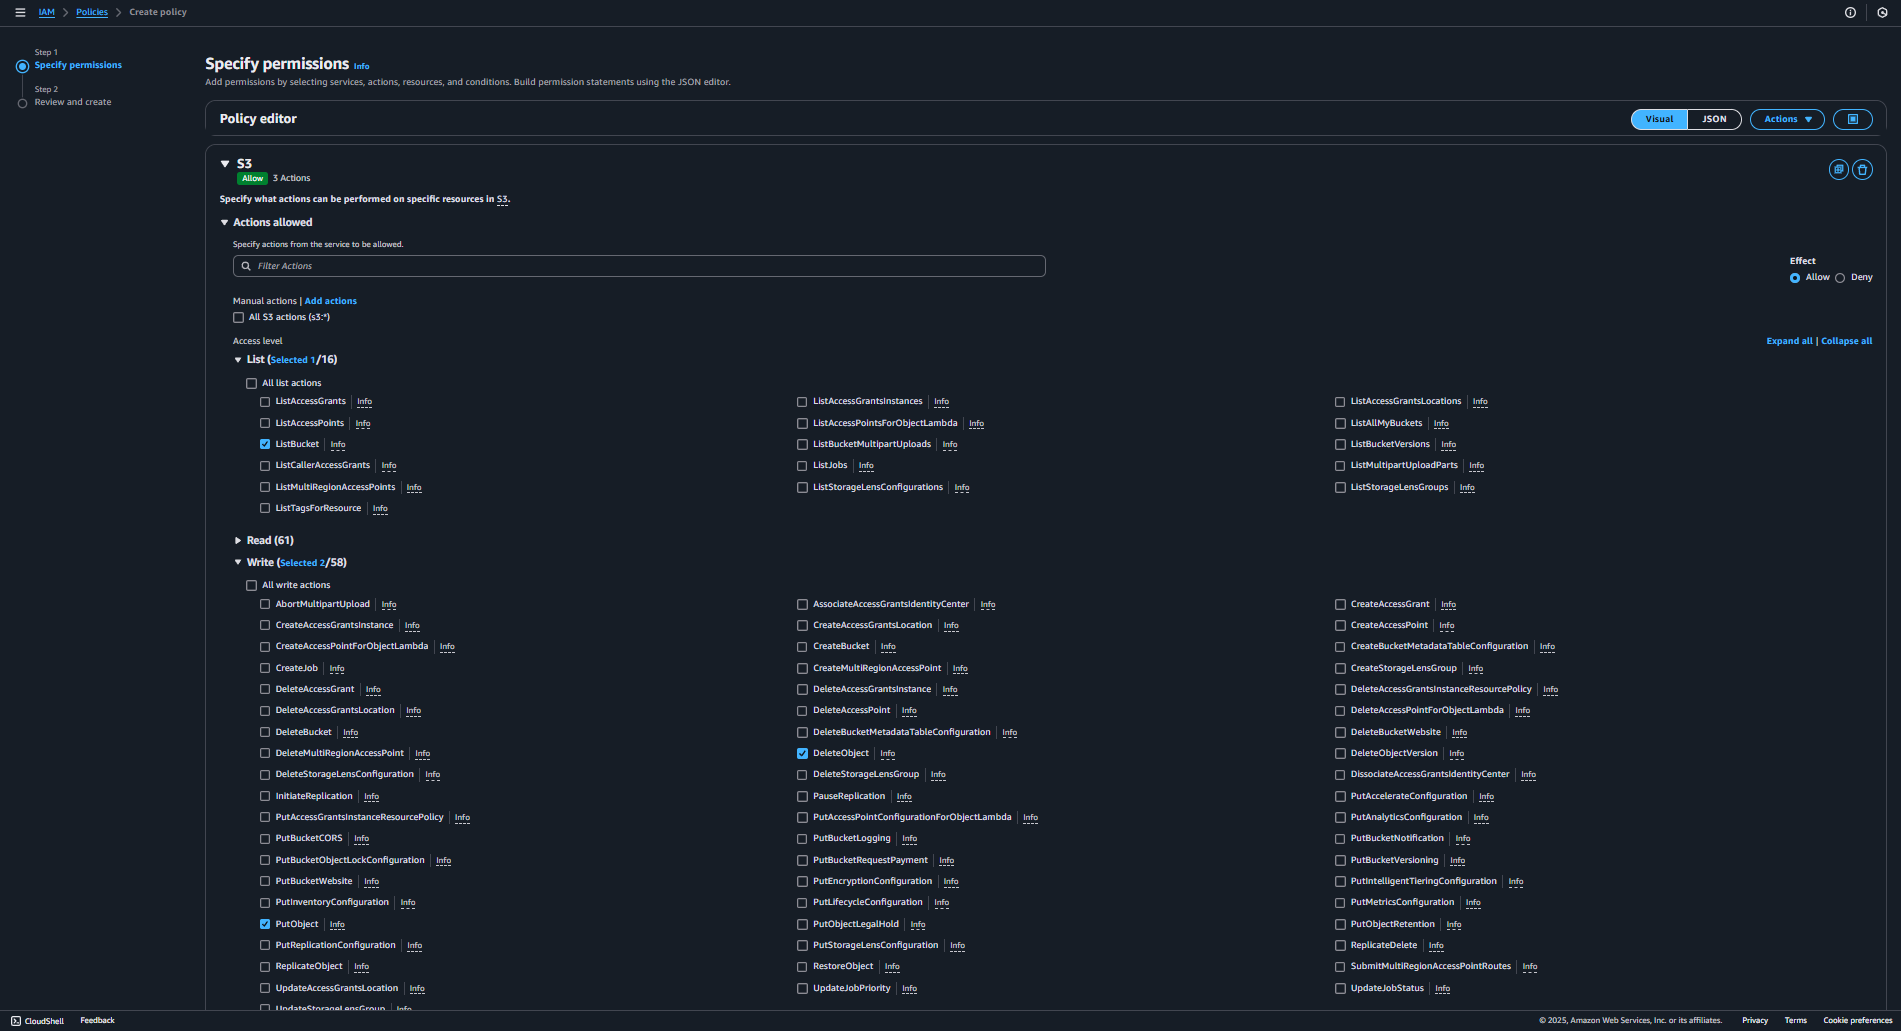 IAM > Policies > Create policy
Step 1
Specify permissions
Step 2
Review and create
Specify permissions Info
Add permissions by selecting services, actions, resources, and conditions. Build permission statements using the JSON editor.
Policy editor
Visual JSON Actions
S3
Allow 3 Actions
Specify what actions can be performed on specific resources in S3.
Actions allowed
Specify actions from the service to be allowed.
Filter Actions
Effect
Allow Deny
Manual actions | Add actions
All S3 actions (s3:*)
Access level
Expand all | Collapse all
List (Selected 1/16)
All list actions
ListAccessGrants Info ListAccessGrantsInstances Info ListAccessGrantsLocations Info
ListAccessPoints Info ListAccessPointsForObjectLambda Info ListAllMyBuckets Info
ListBucket Info ListBucketMultipartUploads Info ListBucketVersions Info
ListCallerAccessGrants Info ListJobs Info ListMultipartUploadParts Info
ListMultiRegionAccessPoints Info ListStorageLensConfigurations Info ListStorageLensGroups Info
ListTagsForResource Info
Read (61)
Write (Selected 2/58)
All write actions
AbortMultipartUpload Info AssociateAccessGrantsIdentityCenter Info CreateAccessGrant Info
CreateAccessGrantsInstance Info CreateAccessGrantsLocation Info CreateAccessPoint Info
CreateAccessPointForObjectLambda Info CreateBucket Info CreateBucketMetadataTableConfiguration Info
CreateJob Info CreateMultiRegionAccessPoint Info CreateStorageLensGroup Info
DeleteAccessGrant Info DeleteAccessGrantsInstance Info DeleteAccessGrantsInstanceResourcePolicy Info
DeleteAccessGrantsLocation Info DeleteAccessPoint Info DeleteAccessPointForObjectLambda Info
DeleteBucket Info DeleteBucketMetadataTableConfiguration Info DeleteBucketWebsite Info
DeleteMultiRegionAccessPoint Info DeleteObject Info DeleteObjectVersion Info
DeleteStorageLensConfiguration Info DeleteStorageLensGroup Info DissociateAccessGrantsIdentityCenter Info
InitiateReplication Info PauseReplication Info PutAccelerateConfiguration Info
PutAccessGrantsInstanceResourcePolicy Info PutAccessPointConfigurationForObjectLambda Info PutAnalyticsConfiguration Info
PutBucketCORS Info PutBucketLogging Info PutBucketNotification Info
PutBucketObjectLockConfiguration Info PutBucketRequestPayment Info PutBucketVersioning Info
PutBucketWebsite Info PutEncryptionConfiguration Info PutIntelligentTieringConfiguration Info
PutInventoryConfiguration Info PutLifecycleConfiguration Info PutMetricsConfiguration Info
PutObject Info PutObjectLegalHold Info PutObjectRetention Info
PutReplicationConfiguration Info PutStorageLensConfiguration Info ReplicateDelete Info
ReplicateObject Info RestoreObject Info SubmitMultiRegionAccessPointRoutes Info
UpdateAccessGrantsLocation Info UpdateJobPriority Info UpdateJobStatus Info
UpdateStorageLensGroup Info
CloudShell Feedback © 2025, Amazon Web Services, Inc. or its affiliates. Privacy Terms Cookie preferences